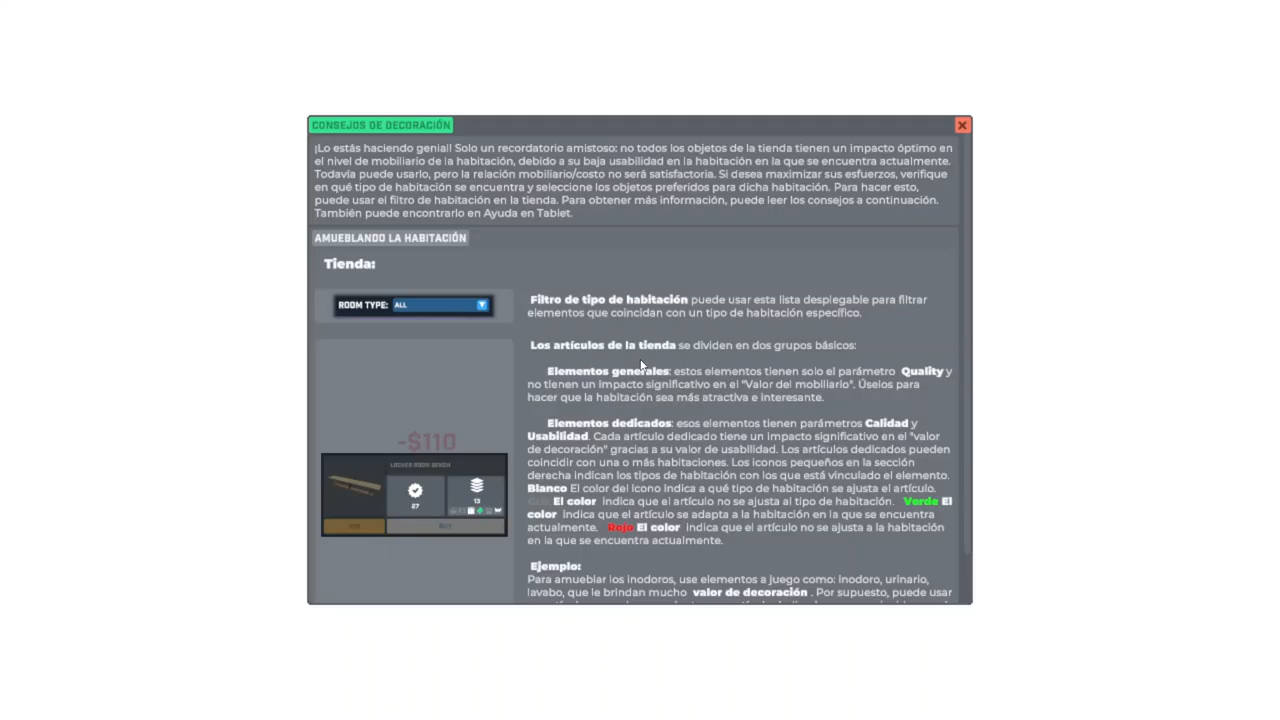 CONSEJOS DE DECORACIÓN
¡Lo estás haciendo genial! Solo un recordatorio amistoso: no todos los objetos de la tienda tienen un impacto óptimo en
el nivel de mobiliario de la habitación, debido a su baja usabilidad en la habitación en la que se encuentra actualmente.
Todavía puede usarlo, pero la relación mobiliario/costo no será satisfactoria. Si desea maximizar sus esfuerzos, verifique
en qué tipo de habitación se encuentra y seleccione los objetos preferidos para dicha habitación. Para hacer esto,
puede usar el filtro de habitación en la tienda. Para obtener más información, puede leer los consejos a continuación.
También puede encontrarlo en Ayuda en Tablet.
AMUEBLANDO LA HABITACIÓN
Tienda:
ROOM TYPE: ALL
Filtro de tipo de habitación puede usar esta lista desplegable para filtrar
elementos que coincidan con un tipo de habitación específico.
Los artículos de la tienda se dividen en dos grupos básicos:
Elementos generales: estos elementos tienen solo el parámetro Quality y
no tienen un impacto significativo en el "Valor del mobiliario". Úselos para
hacer que la habitación sea más atractiva e interesante.
Elementos dedicados: esos elementos tienen parámetros Calidad y
Usabilidad. Cada artículo dedicado tiene un impacto significativo en el "valor
de decoración" gracias a su valor de usabilidad. Los artículos dedicados pueden
coincidir con una o más habitaciones. Los iconos pequeños en la sección
derecha indican los tipos de habitación con los que está vinculado el elemento.
Blanco El color del icono indica a qué tipo de habitación se ajusta el artículo.
El color indica que el artículo no se ajusta al tipo de habitación. Verde El
color indica que el artículo se adapta a la habitación en la que se encuentra
actualmente. Rojo El color indica que el artículo no se ajusta a la habitación
en la que se encuentra actualmente.
-$110
LOCKER ROOM BENCH
27
13
BUY
Ejemplo:
Para amueblar los inodoros, use elementos a juego como: inodoro, urinario,
lavabo, que le brindan mucho valor de decoración . Por supuesto, puede usar